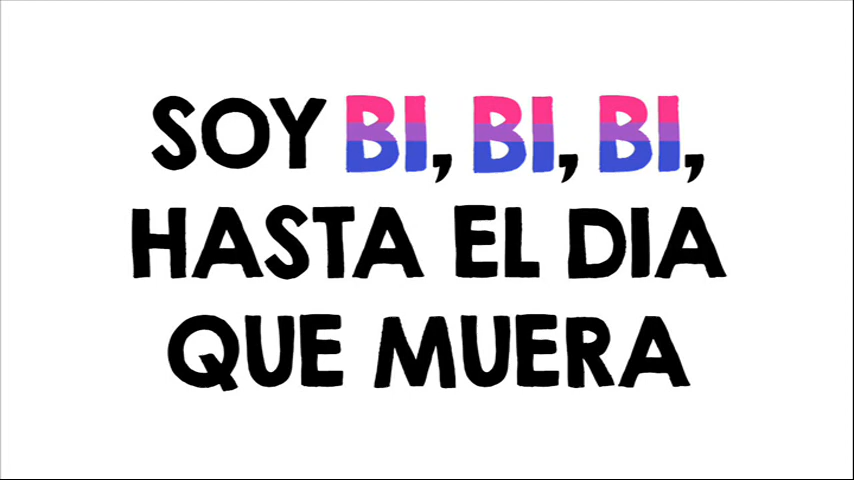 SOY BI, BI, BI,
HASTA EL DIA
QUE MUERA